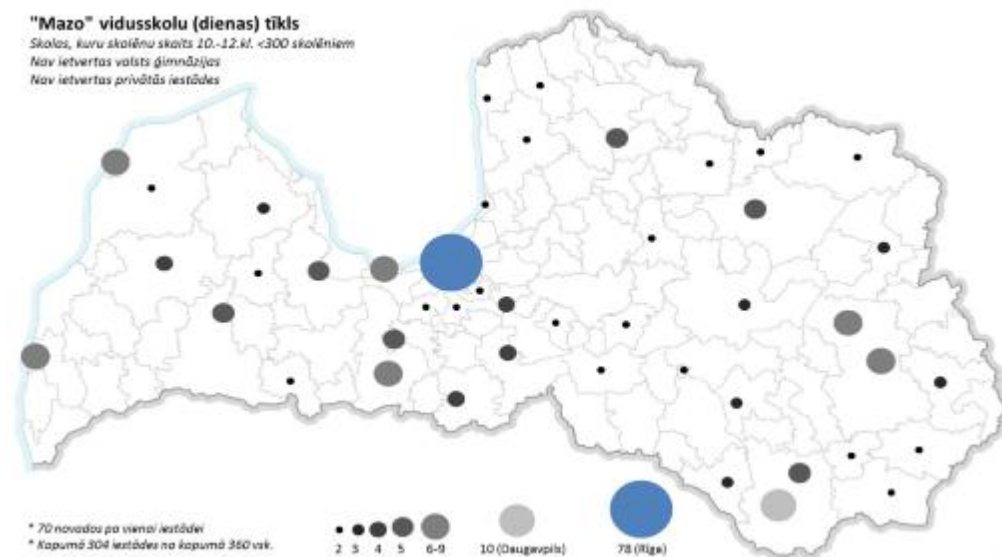 "Mazo" vidusskolu (dienas) tīkls
Skolas, kuru skolēnu skaits 10.-12.kl. <300 skolēniem
Nav ietvertas valsts ģimnāzijas
Nav ietvertas privātās iestādes
* 70 novados pa vienai iestādei
* Kopumā 304 iestādes no kopumā 360 vsk.
2 3 4 5 6-9 10 (Daugavpils) 78 (Rīga)